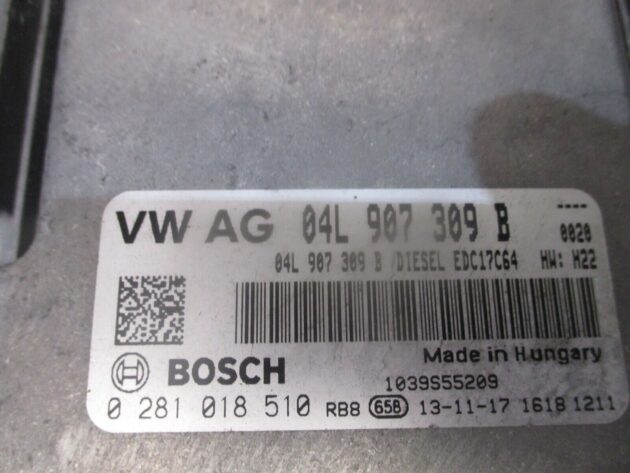 VW AG 04L 907 309 B ----
0020
04L 907 309 B /DIESEL EDC17C64 HW: H22
Made in Hungary
BOSCH 1039S55209
0 281 018 510 RB8 65B 13-11-17 1618 1211